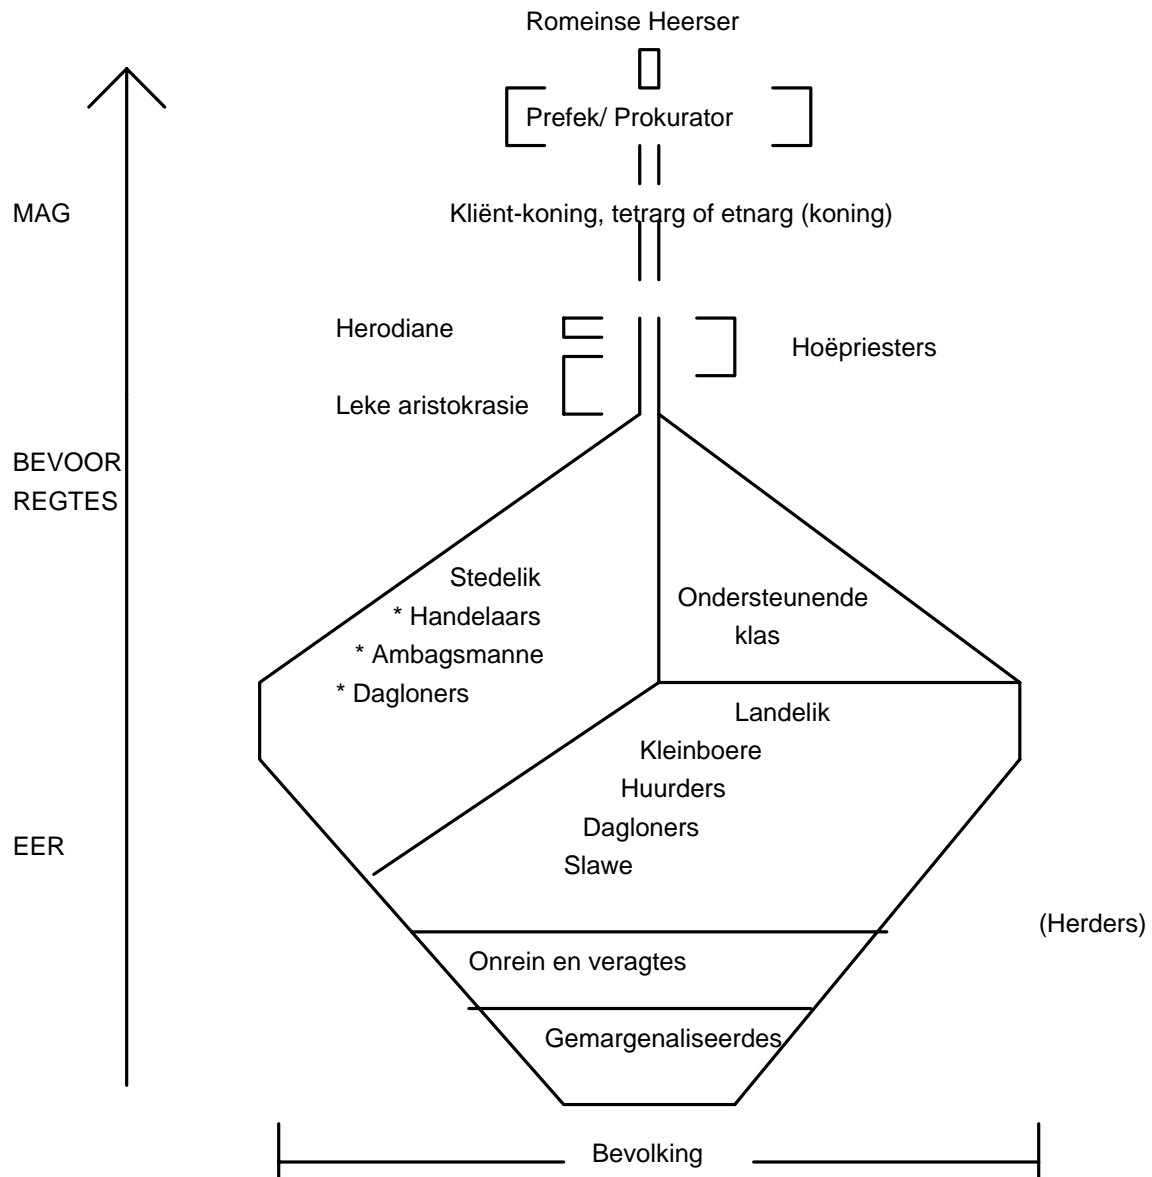 Romeinse Heerser
Prefek/ Prokurator
MAG
Kliënt-koning, tetrarg of etnarg (koning)
Herodiane
Hoëpriesters
Leke aristokrasie
BEVOOR
REGTES
Stedelik
* Handelaars
* Ambagsmanne
* Dagloners
Ondersteunende
klas
Landelik
Kleinboere
Huurders
Dagloners
Slawe
EER
(Herders)
Onrein en veragtes
Gemargenaliseerdes
Bevolking